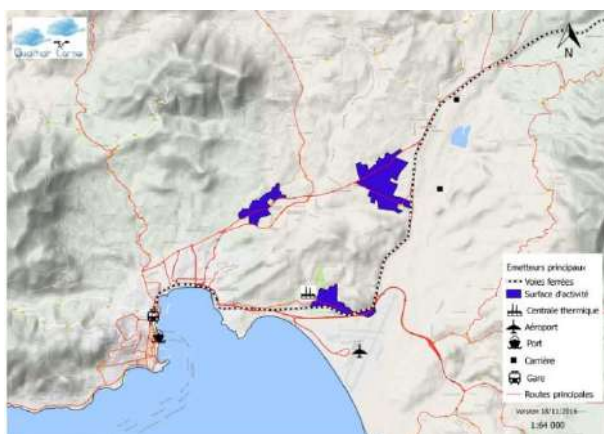 Qualitair Corse
N
Emetteurs principaux
Voies ferrées
Surface d'activité
Centrale thermique
Aéroport
Port
Carrière
Gare
Routes principales
Version 18/11/2016
1:64 000